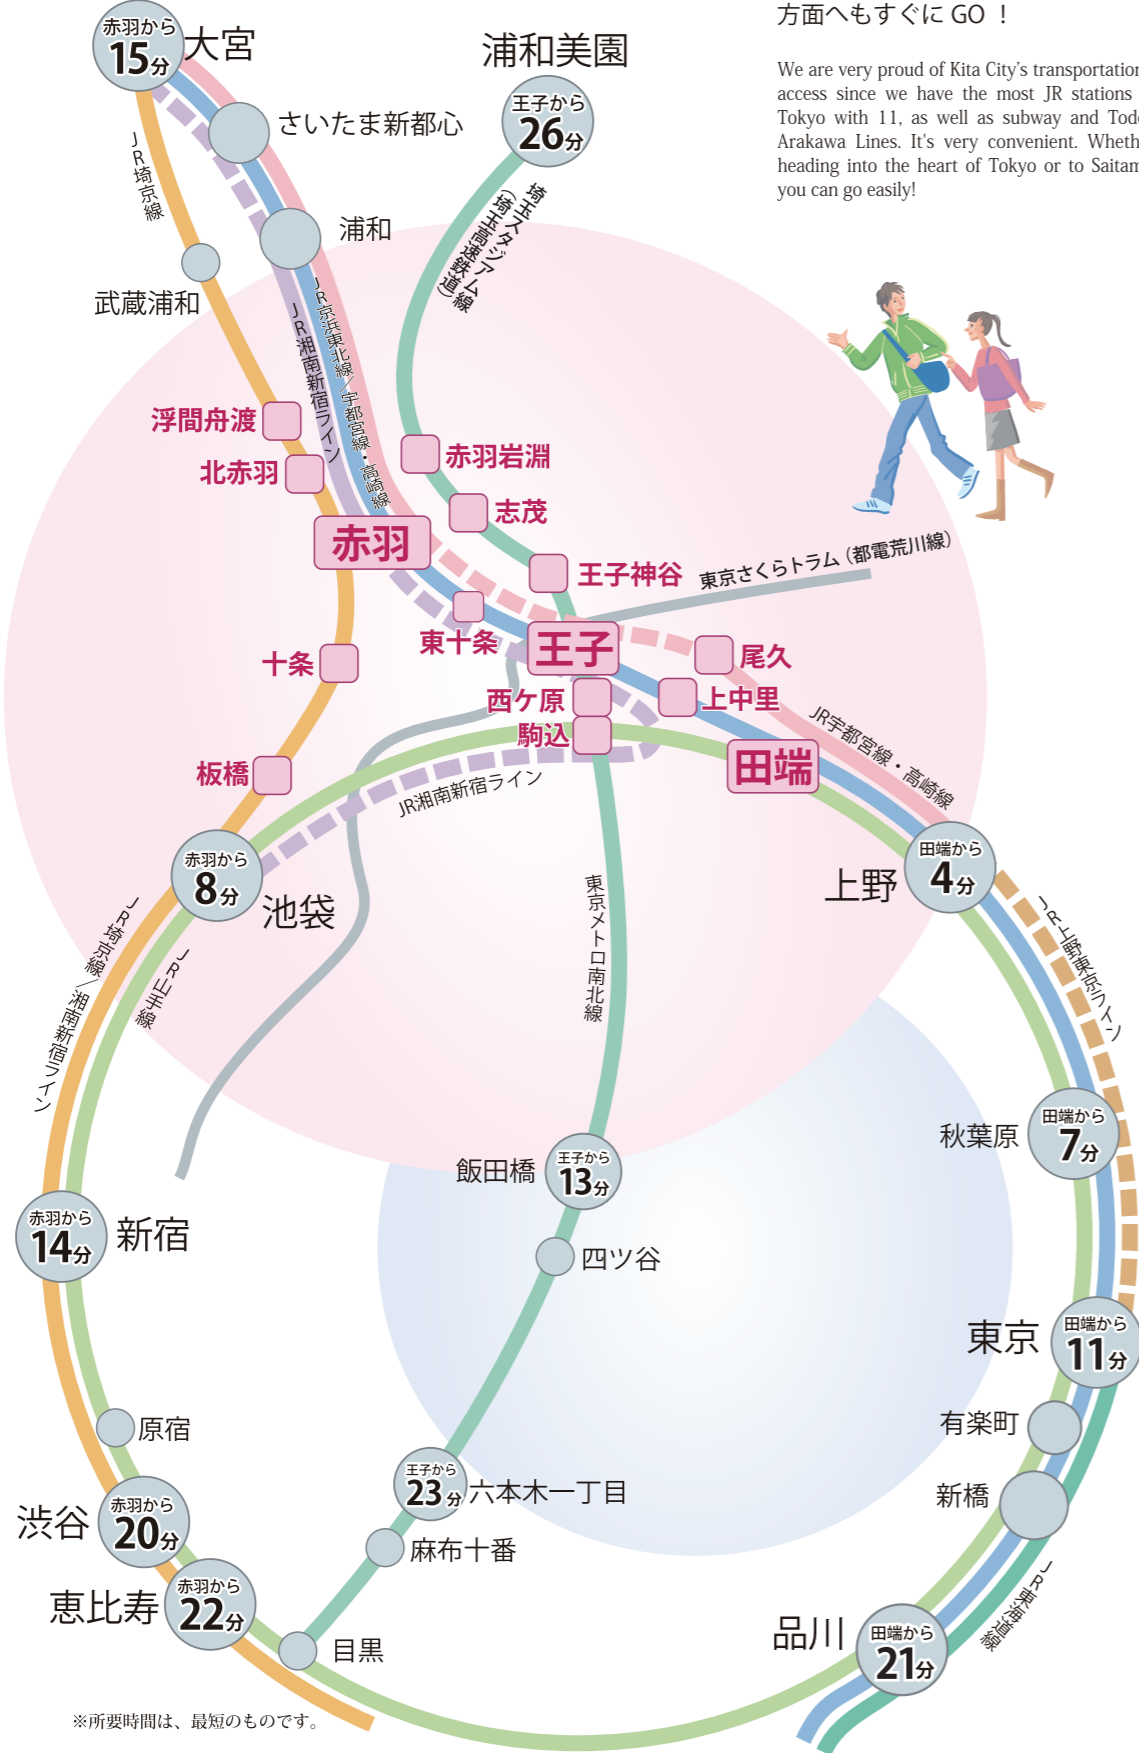 方面へもすぐに GO ！
We are very proud of Kita City's transportation
access since we have the most JR stations
Tokyo with 11, as well as subway and Tode
Arakawa Lines. It's very convenient. Wheth
heading into the heart of Tokyo or to Saitam
you can go easily!
赤羽から
15分
大宮
浦和美園
王子から
26分
さいたま新都心
JR埼京線
浦和
埼玉スタジアム線
（埼玉高速鉄道）
武蔵浦和
JR京浜東北線／宇都宮線・高崎線
JR湘南新宿ライン
浮間舟渡
赤羽岩淵
北赤羽
志茂
赤羽
王子神谷
東京さくらトラム（都電荒川線）
東十条
王子
尾久
十条
西ケ原
上中里
駒込
JR宇都宮線・高崎線
田端
板橋
JR湘南新宿ライン
赤羽から
8分
池袋
田端から
4分
上野
東京メトロ南北線
JR上野東京ライン
JR埼京線／湘南新宿ライン
JR山手線
秋葉原
田端から
7分
飯田橋
王子から
13分
赤羽から
14分
新宿
四ツ谷
東京
田端から
11分
原宿
有楽町
王子から
23分
六本木一丁目
新橋
渋谷
赤羽から
20分
麻布十番
恵比寿
赤羽から
22分
JR東海道線
目黒
品川
田端から
21分
※所要時間は、最短のものです。